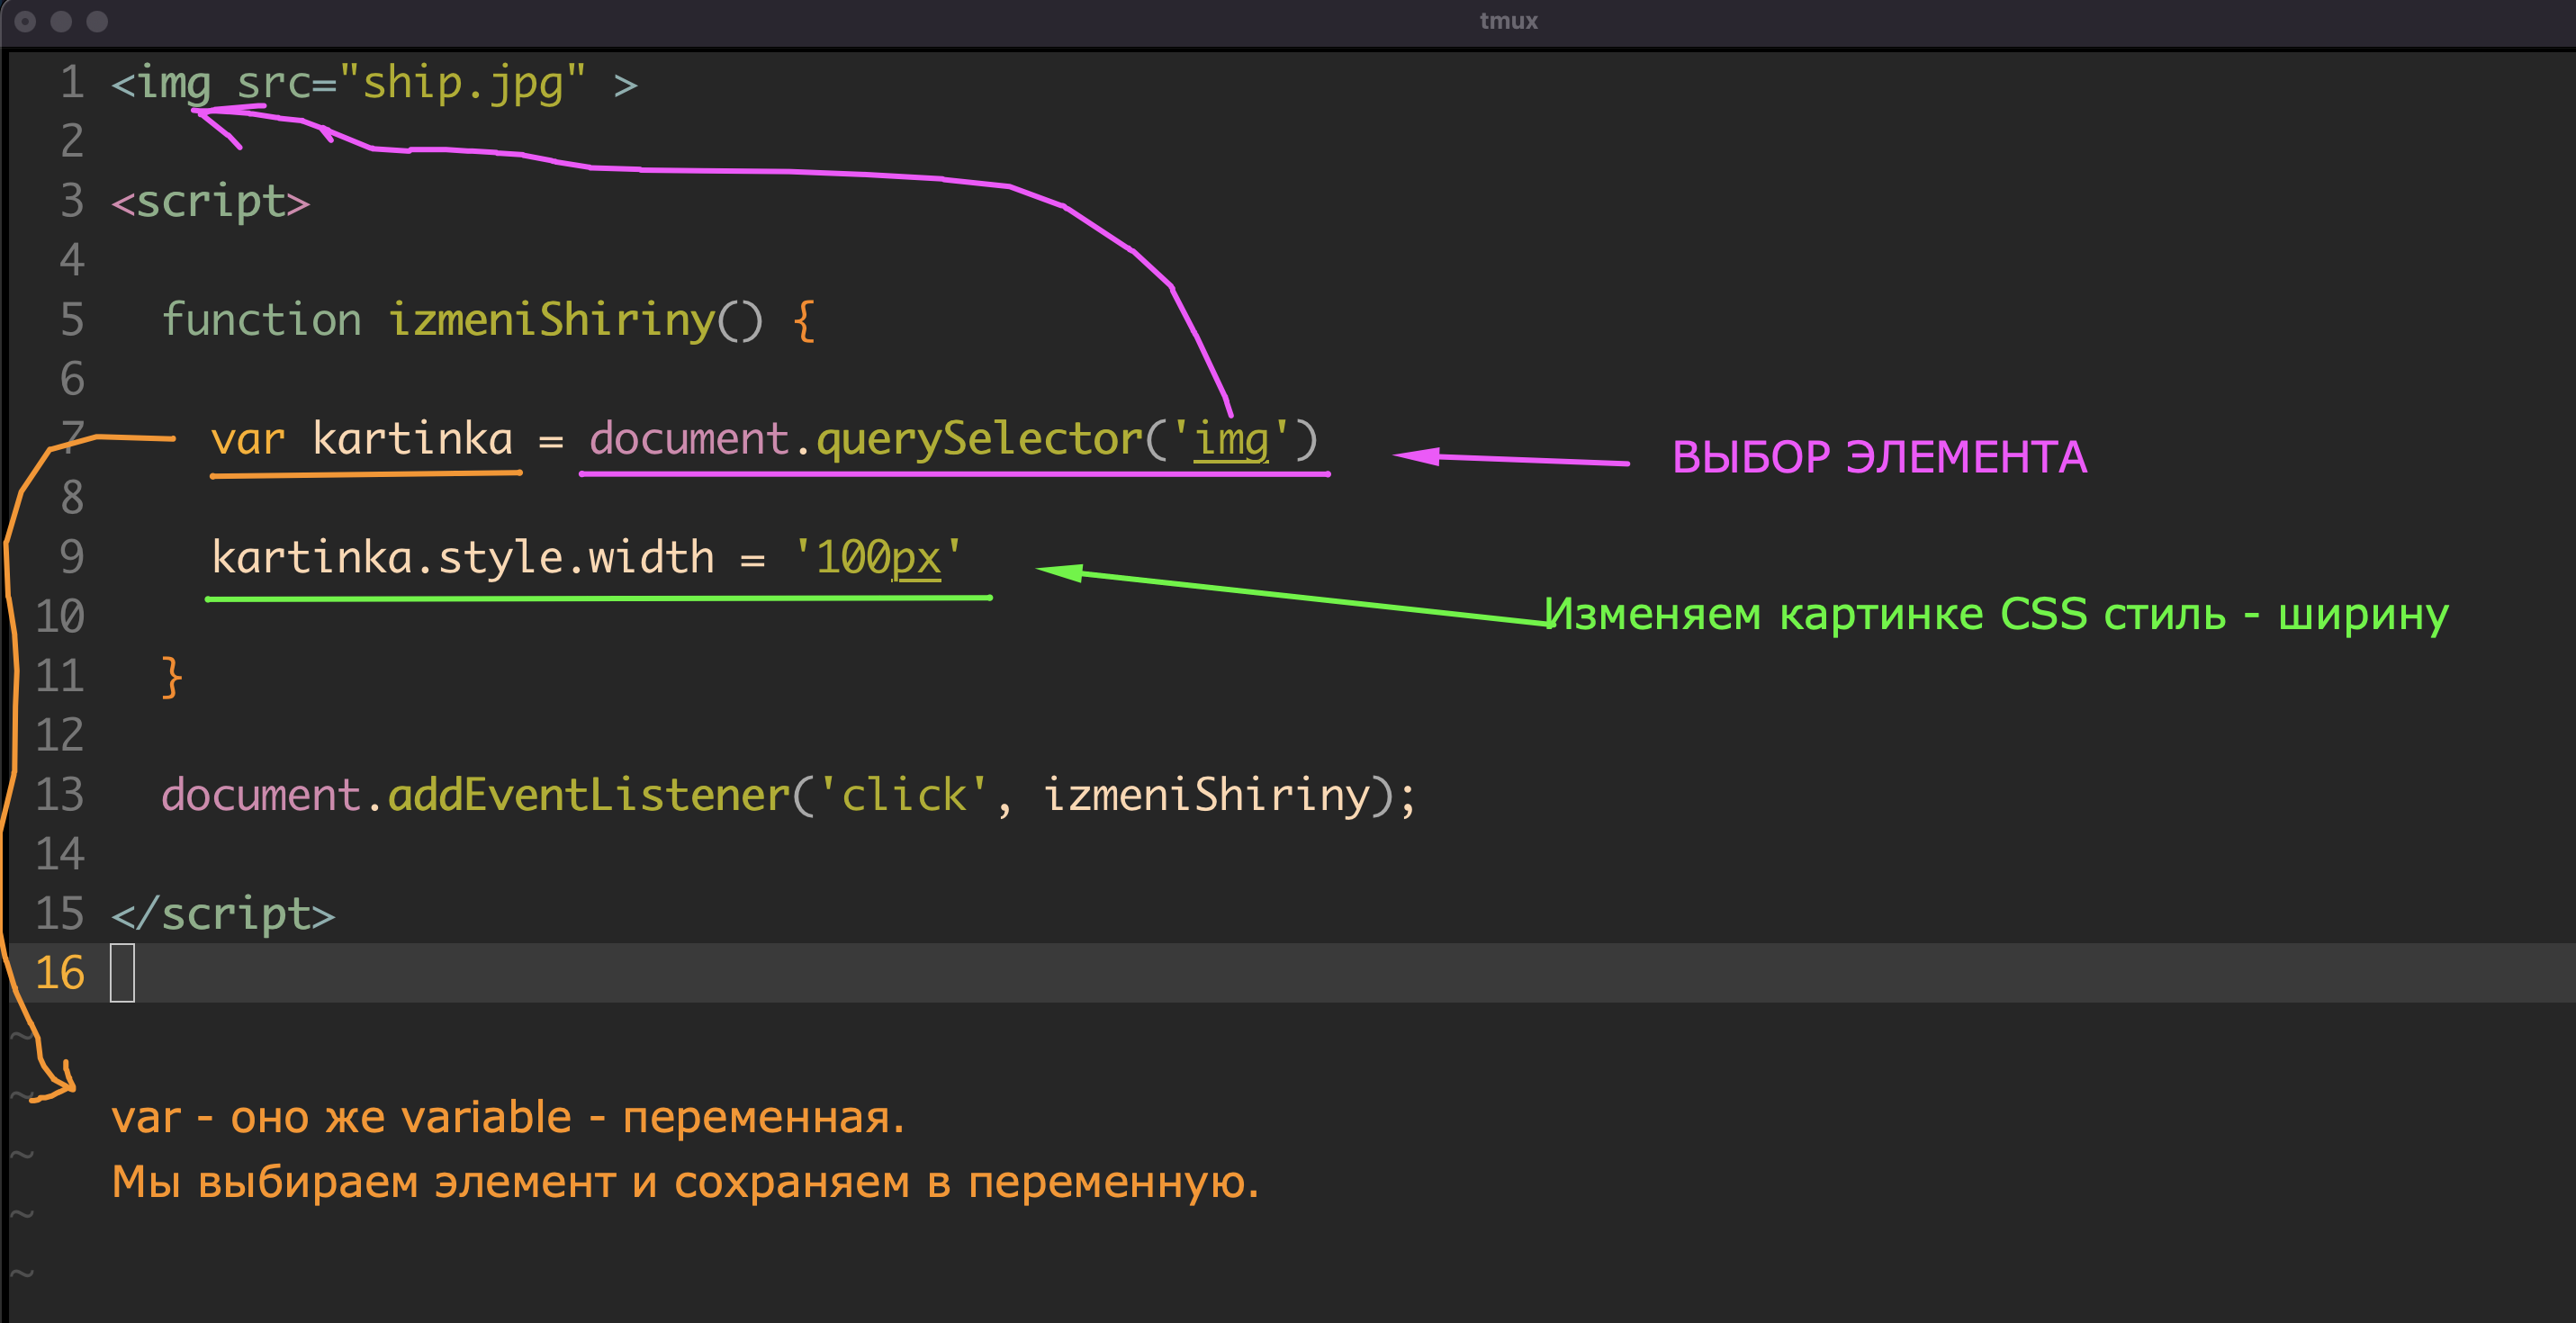 tmux
1 <img src="ship.jpg" >
2
3 <script>
4
5 function izmeniShiriny() {
6
7 var kartinka = document.querySelector('img')
ВЫБОР ЭЛЕМЕНТА
8
9 kartinka.style.width = '100px'
Изменяем картинке CSS стиль - ширину
10
11 }
12
13 document.addEventListener('click', izmeniShiriny);
14
15 </script>
16
~
~
var - оно же variable - переменная.
~
Мы выбираем элемент и сохраняем в переменную.
~
~